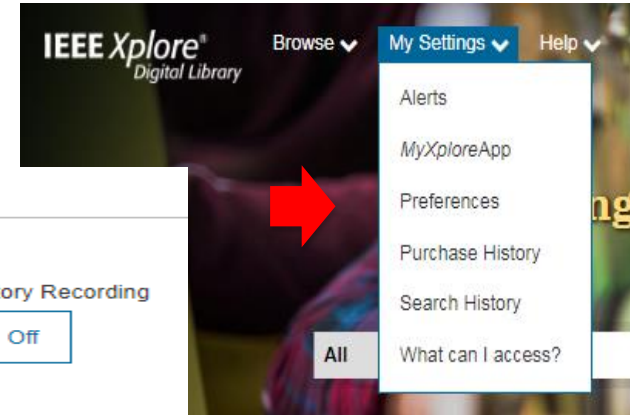 IEEE Xplore®
Digital Library
Browse
My Settings
Help
Alerts
MyXploreApp
Preferences
Purchase History
Search History
What can I access?
All
Recording
Off